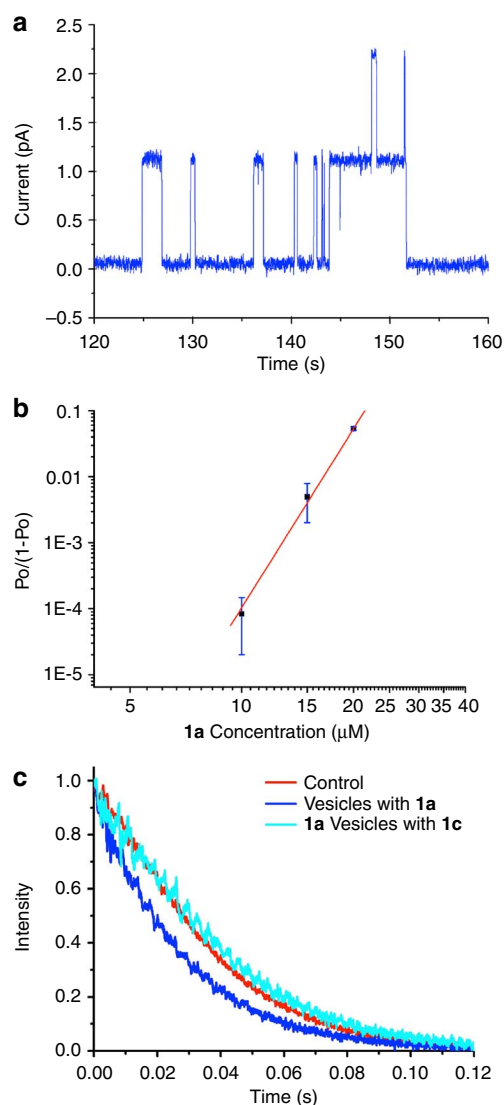 a
Current (pA)
2.5
2.0
1.5
1.0
0.5
0.0
–0.5
120 130 140 150 160
Time (s)
b
Po/(1-Po)
0.1
0.01
1E-3
1E-4
1E-5
5 10 15 20 25 30 35 40
1a Concentration (μM)
c
Control
Vesicles with 1a
1a Vesicles with 1c
Intensity
1.0
0.8
0.6
0.4
0.2
0.0
0.00 0.02 0.04 0.06 0.08 0.10 0.12
Time (s)